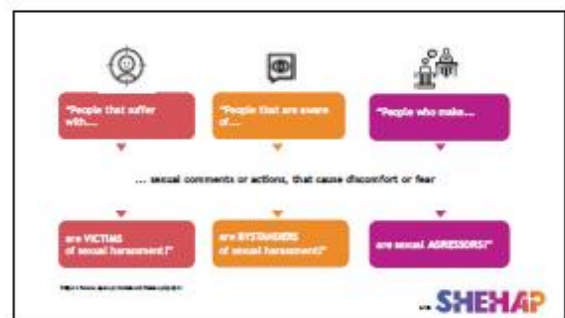 "People that suffer
with....
"People that are aware
of....
"People who make....
... sexual comments or actions, that cause discomfort or fear
are VICTIMS
of sexual harassment!"
are BYSTANDERS
of sexual harassment!"
are sexual AGRESSORS!"
SHEHAP